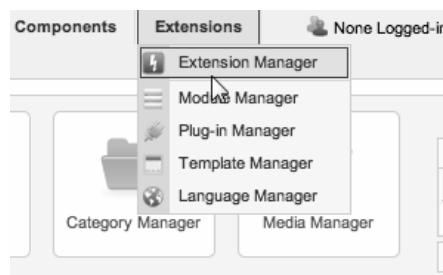 Components Extensions None Logged-in
Extension Manager
Module Manager
Plug-in Manager
Template Manager
Language Manager
Category Manager Media Manager